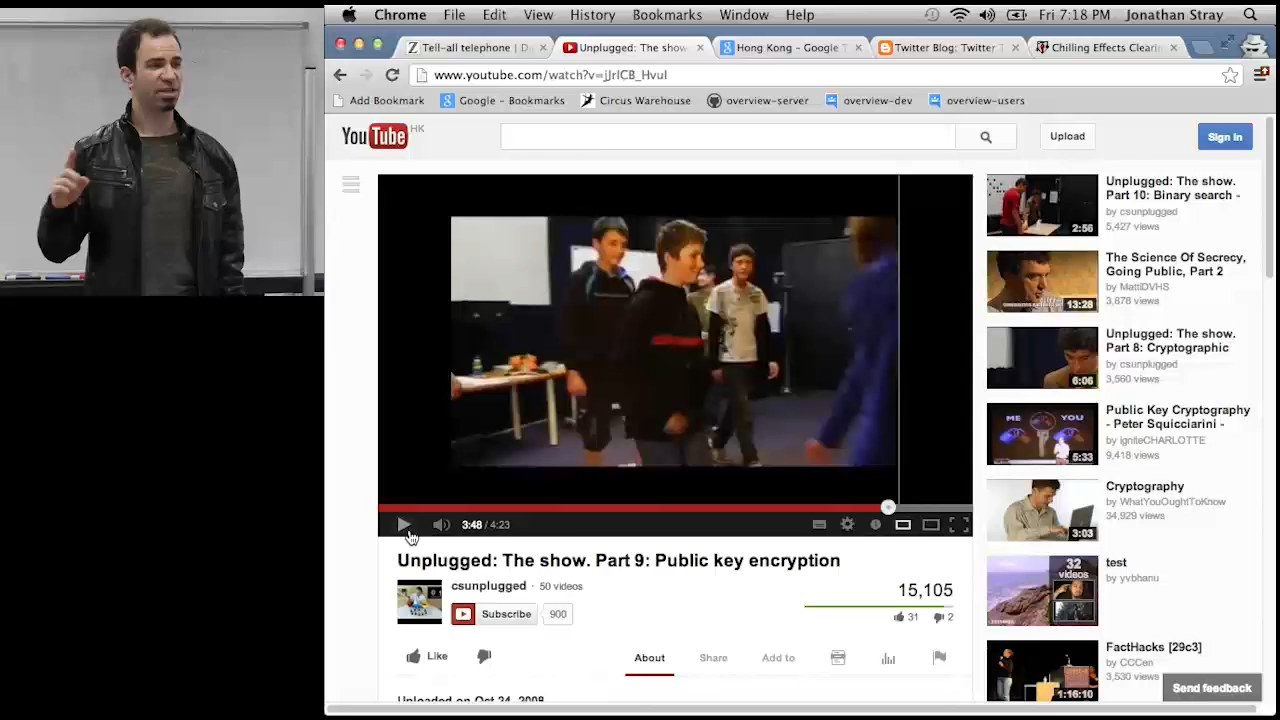 Chrome File Edit View History Bookmarks Window Help Fri 7:18 PM Jonathan Stray
Tell-all telephone | D
Unplugged: The show.
Hong Kong - Google T
Twitter Blog: Twitter T
Chilling Effects Clearin
www.youtube.com/watch?v=jJrICB_HvuI
Add Bookmark
Google - Bookmarks
Circus Warehouse
overview-server
overview-dev
overview-users
YouTube HK
Upload
Sign In
3:48 / 4:23
Unplugged: The show. Part 9: Public key encryption
csunplugged · 50 videos
Subscribe 900
15,105
31 2
Like
About Share Add to
Uploaded on Oct 24, 2008
Unplugged: The show.
Part 10: Binary search -
by csunplugged
5,427 views
2:56
The Science Of Secrecy,
Going Public, Part 2
by MattiDVHS
3,878 views
13:28
Unplugged: The show.
Part 8: Cryptographic
by csunplugged
3,560 views
6:06
Public Key Cryptography
- Peter Squicciarini -
by igniteCHARLOTTE
9,418 views
ME YOU
5:33
Cryptography
by WhatYouOughtToKnow
34,929 views
3:03
test
by yvbhanu
32
videos
FactHacks [29c3]
by CCCen
3,530 views
1:16:10
Send feedback